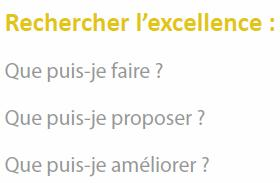 Rechercher l’excellence :
Que puis-je faire ?
Que puis-je proposer ?
Que puis-je améliorer ?